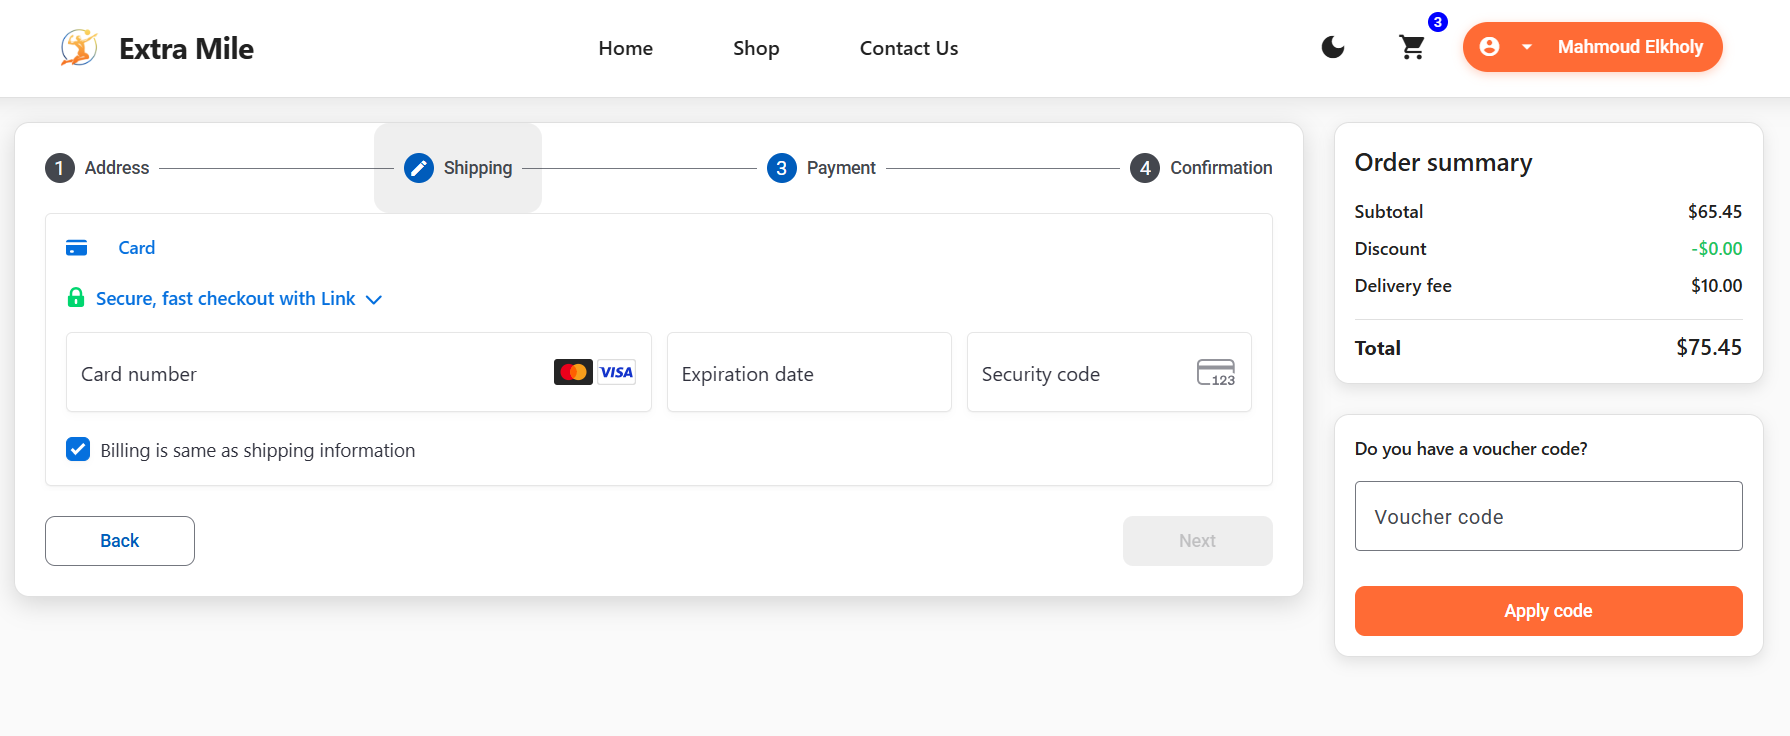 Extra Mile
Home
Shop
Contact Us
3
Mahmoud Elkholy
1 Address
Shipping
3 Payment
4 Confirmation
Card
Secure, fast checkout with Link
Card number
VISA
Expiration date
Security code
123
Billing is same as shipping information
Back
Next
Order summary
Subtotal $65.45
Discount -$0.00
Delivery fee $10.00
Total $75.45
Do you have a voucher code?
Voucher code
Apply code